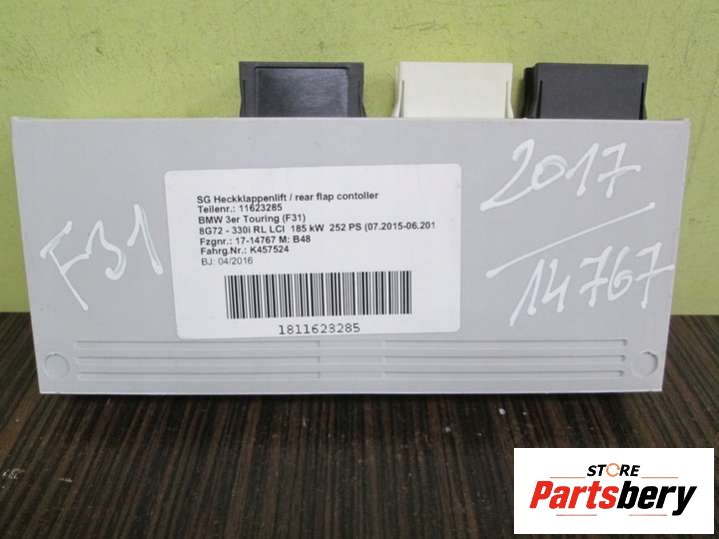 F31
SG Heckklappenlift / rear flap contoller
Teilenr.: 11623285
BMW 3er Touring (F31)
8G72 - 330i RL LCI 185 kW 252 PS (07.2015-06.201
Fzgnr.: 17-14767 M: B48
Fahrg.Nr.: K457524
BJ: 04/2016
1811623285
2017
14767
STORE
Partsbery